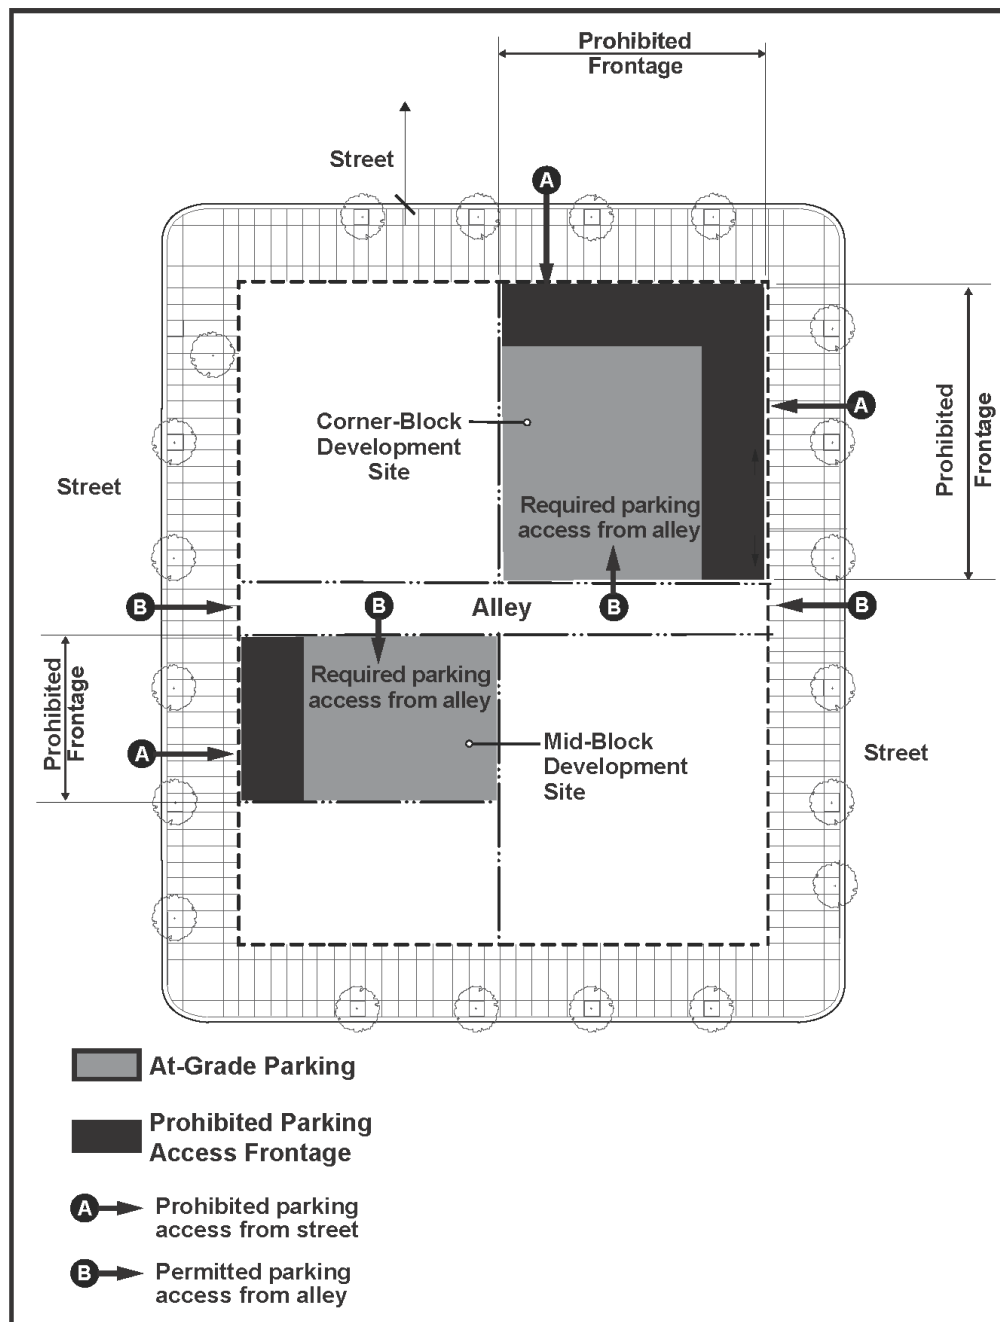 Prohibited
Frontage
Street
A
Prohibited
Frontage
A
Corner-Block
Development
Site
Street
Required parking
access from alley
B
B
Alley
B
B
Prohibited
Frontage
Required parking
access from alley
A
Mid-Block
Development
Site
Street
At-Grade Parking
Prohibited Parking
Access Frontage
A
Prohibited parking
access from street
B
Permitted parking
access from alley